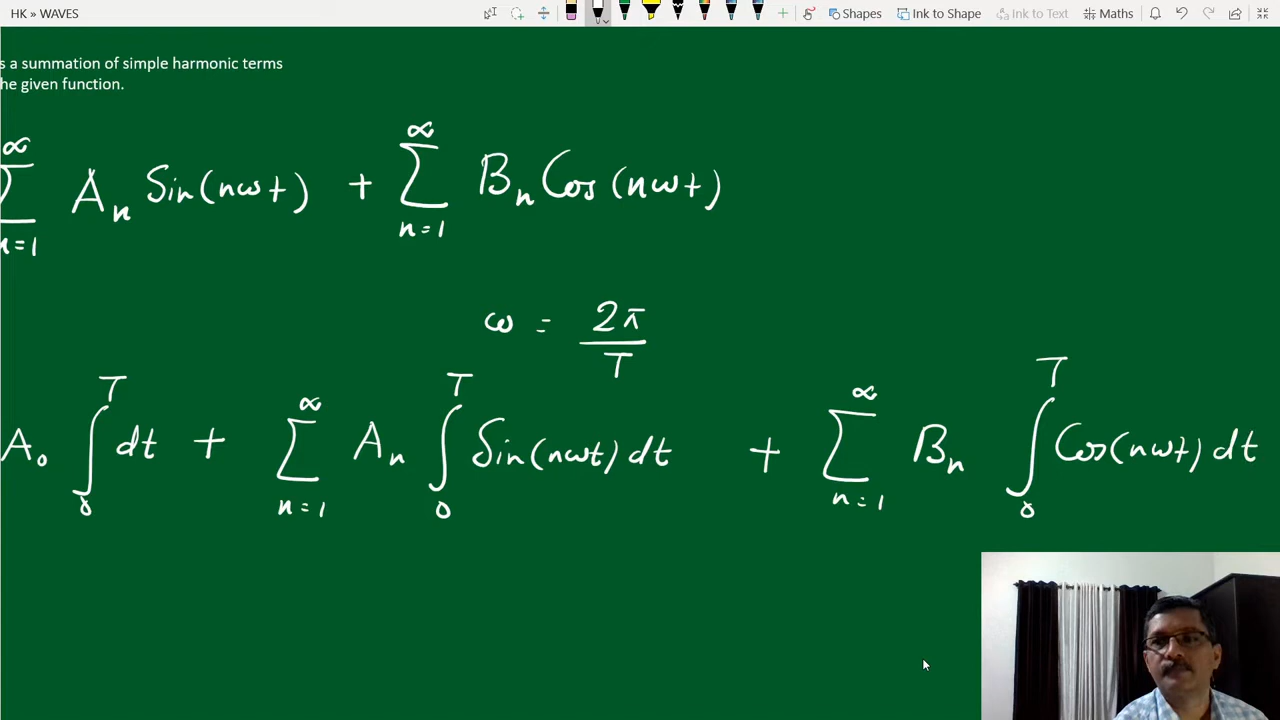 HK » WAVES
Shapes Ink to Shape Ink to Text Maths
s a summation of simple harmonic terms
he given function.
∑_{n=1}^{∞} A_n Sin(nωt) + ∑_{n=1}^{∞} B_n Cos(nωt)
ω = 2π/T
A_0 ∫_0^T dt + ∑_{n=1}^{∞} A_n ∫_0^T Sin(nωt) dt + ∑_{n=1}^{∞} B_n ∫_0^T Cos(nωt) dt